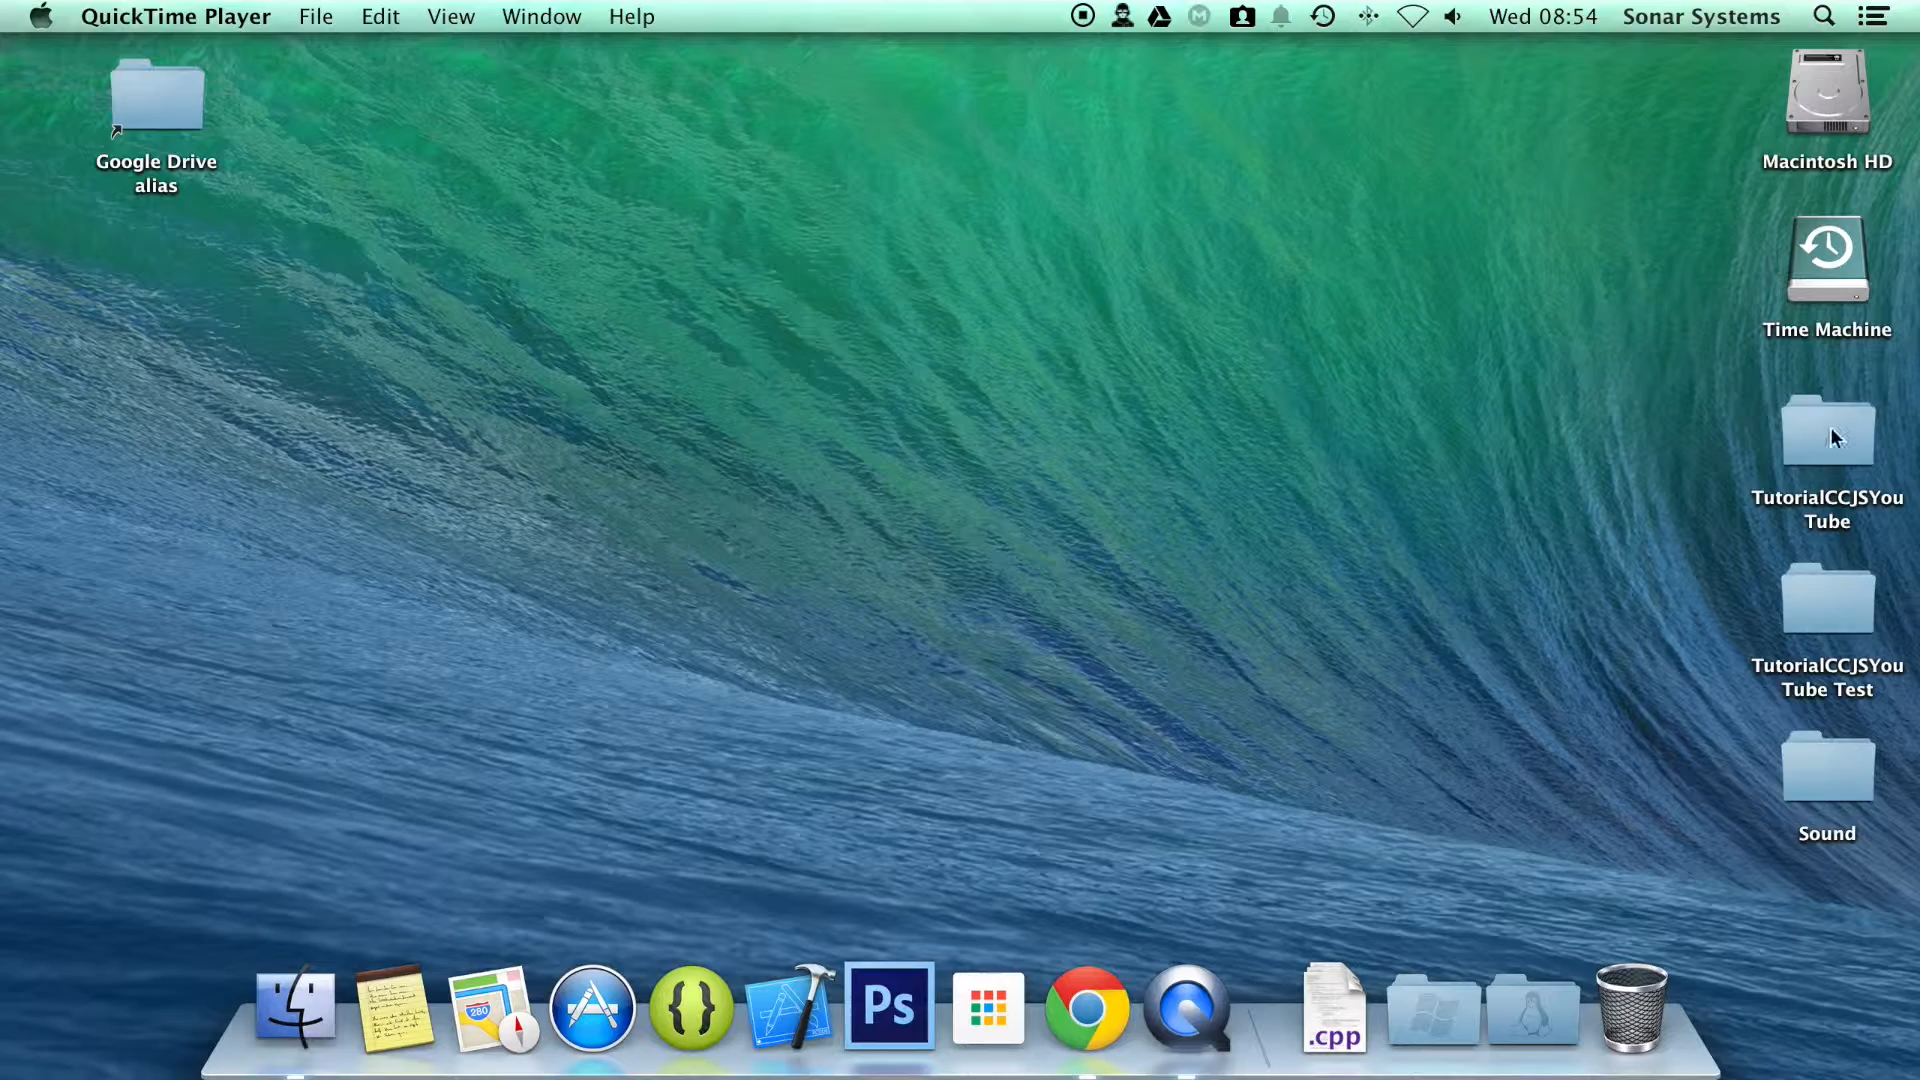 QuickTime Player File Edit View Window Help Wed 08:54 Sonar Systems
Google Drive
alias
Macintosh HD
Time Machine
TutorialCCJSYou
Tube
TutorialCCJSYou
Tube Test
Sound
280
{}
Ps
.cpp